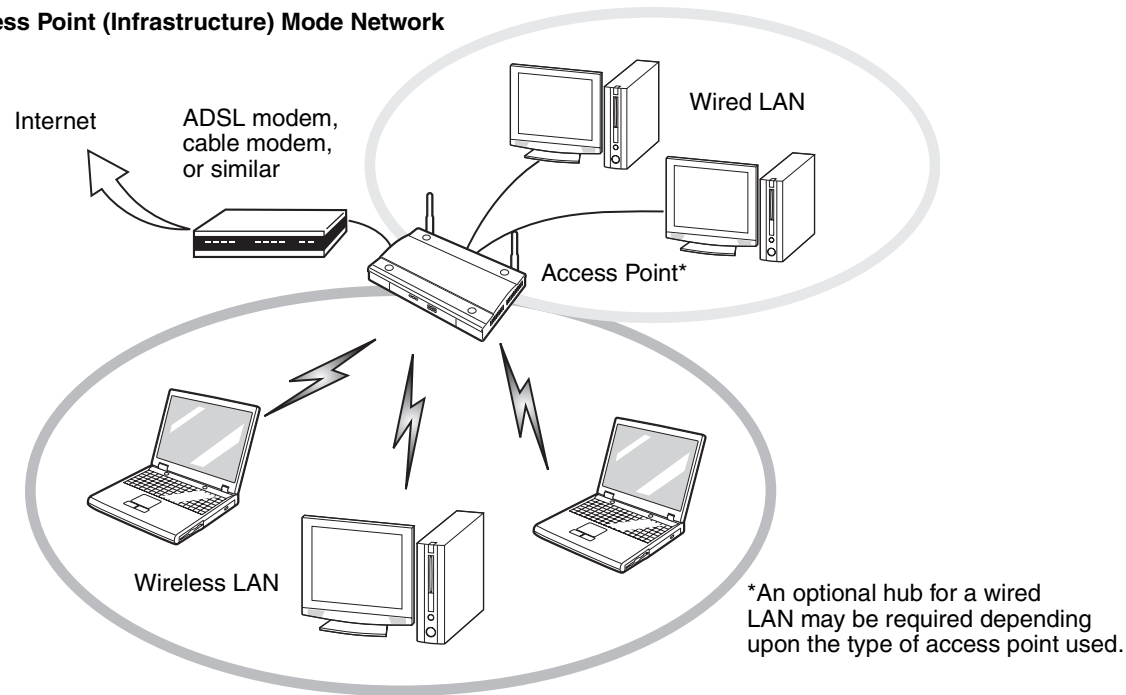 ess Point (Infrastructure) Mode Network
Internet
ADSL modem,
cable modem,
or similar
Wired LAN
Access Point*
Wireless LAN
*An optional hub for a wired
LAN may be required depending
upon the type of access point used.